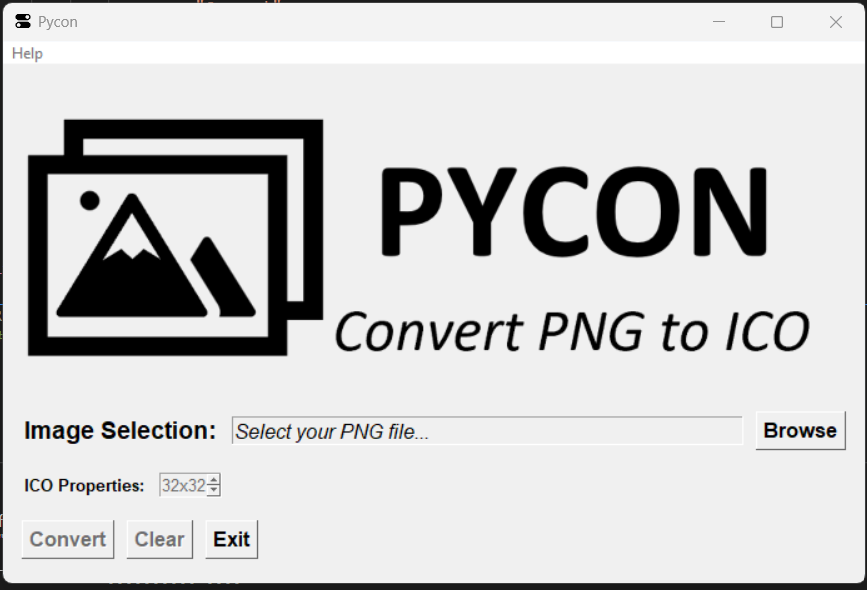 Pycon
Help
PYCON
Convert PNG to ICO
Image Selection: Select your PNG file... Browse
ICO Properties: 32x32
Convert Clear Exit